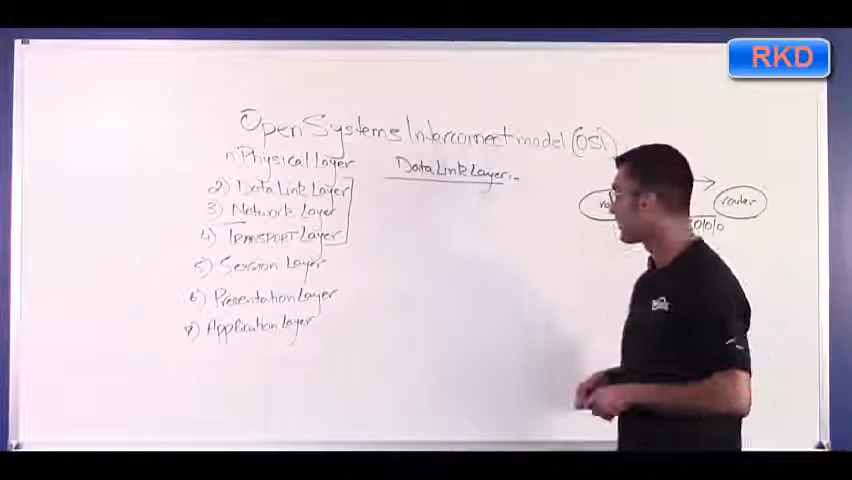 RKD
Open Systems Interconnect model (OSI)
1) Physical Layer
2) Data Link Layer
3) Network Layer
4) TRANSPORT Layer
5) Session Layer
6) Presentation Layer
7) Application Layer
Data Link Layer:-
router